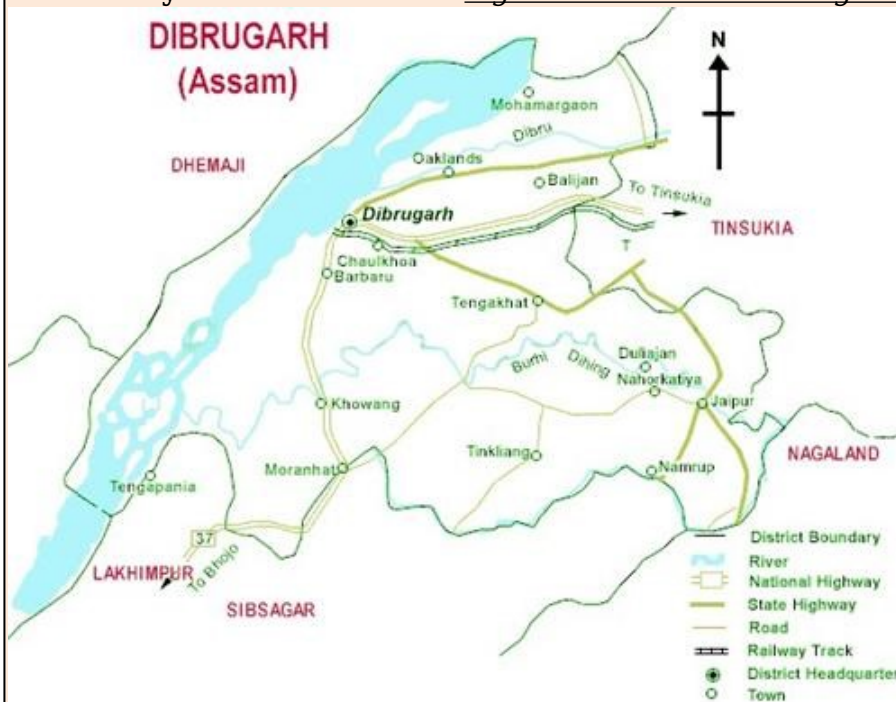 DIBRUGARH
(Assam)
N
Mohamargaon
Dibru
DHEMAJI
Oaklands
Balijan
To Tinsukia
Dibrugarh
TINSUKIA
T
Chaulkhoa
Barbaru
Tengakhat
Burhi Dihing
Duliajan
Nahorkatiya
Khowang
Jaipur
Tinkliang
NAGALAND
Moranhat
Namrup
Tengapania
37
To Bhojo
LAKHIMPUR
SIBSAGAR
District Boundary
River
National Highway
State Highway
Road
Railway Track
District Headquarter
Town